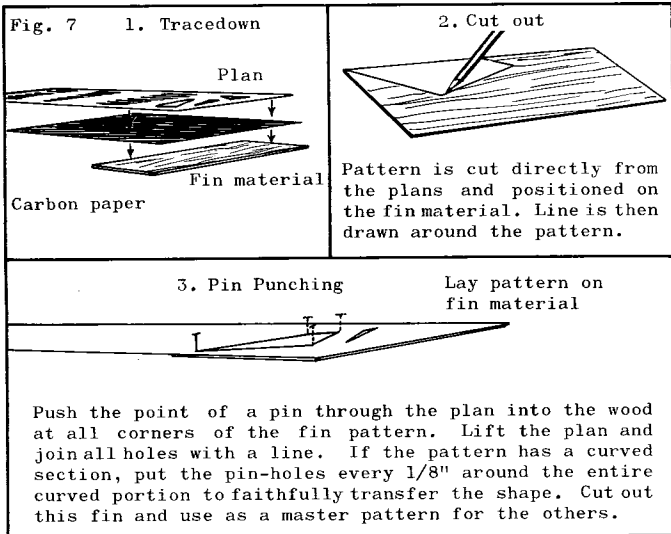 Fig. 7 1. Tracedown
Plan
Fin material
Carbon paper
2. Cut out
Pattern is cut directly from
the plans and positioned on
the fin material. Line is then
drawn around the pattern.
3. Pin Punching
Lay pattern on
fin material
Push the point of a pin through the plan into the wood
at all corners of the fin pattern. Lift the plan and
join all holes with a line. If the pattern has a curved
section, put the pin-holes every 1/8" around the entire
curved portion to faithfully transfer the shape. Cut out
this fin and use as a master pattern for the others.